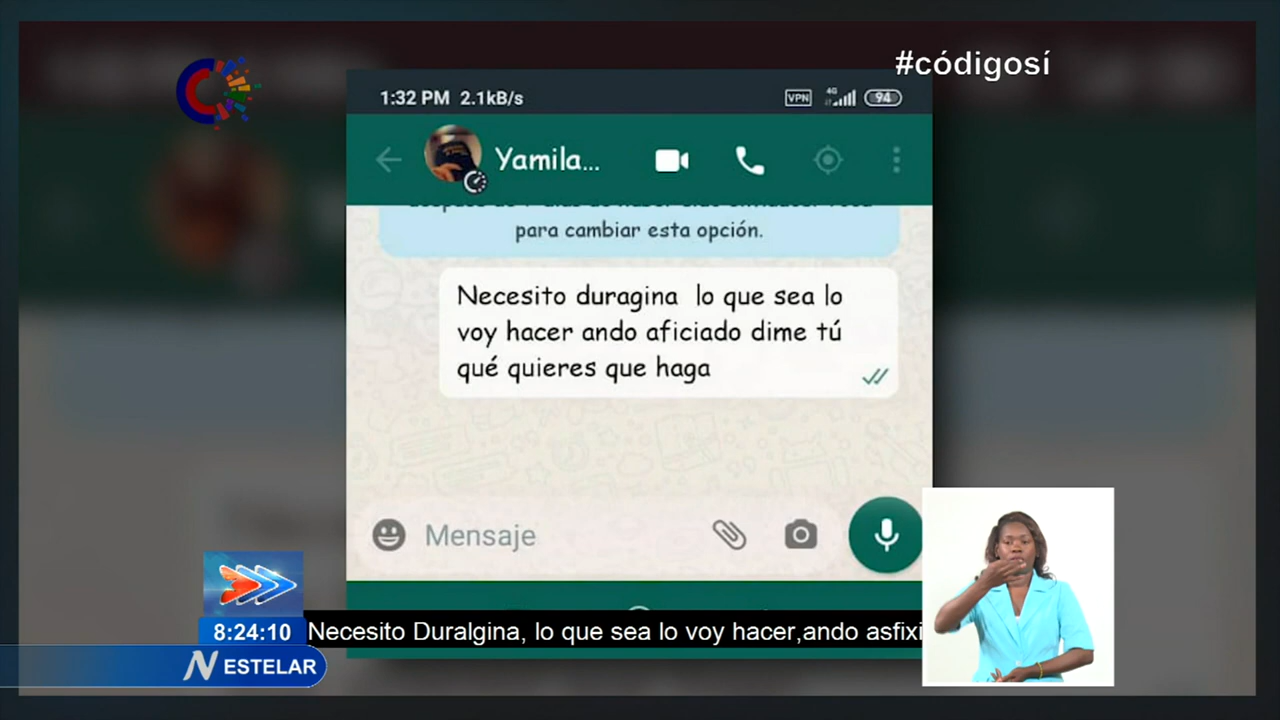 #códigosí
1:32 PM 2.1kB/s
VPN 4G 94
Yamila...
para cambiar esta opción.
Necesito duragina lo que sea lo
voy hacer ando aficiado dime tú
qué quieres que haga
Mensaje
8:24:10
Necesito Duralgina, lo que sea lo voy hacer,ando asfixi
N ESTELAR